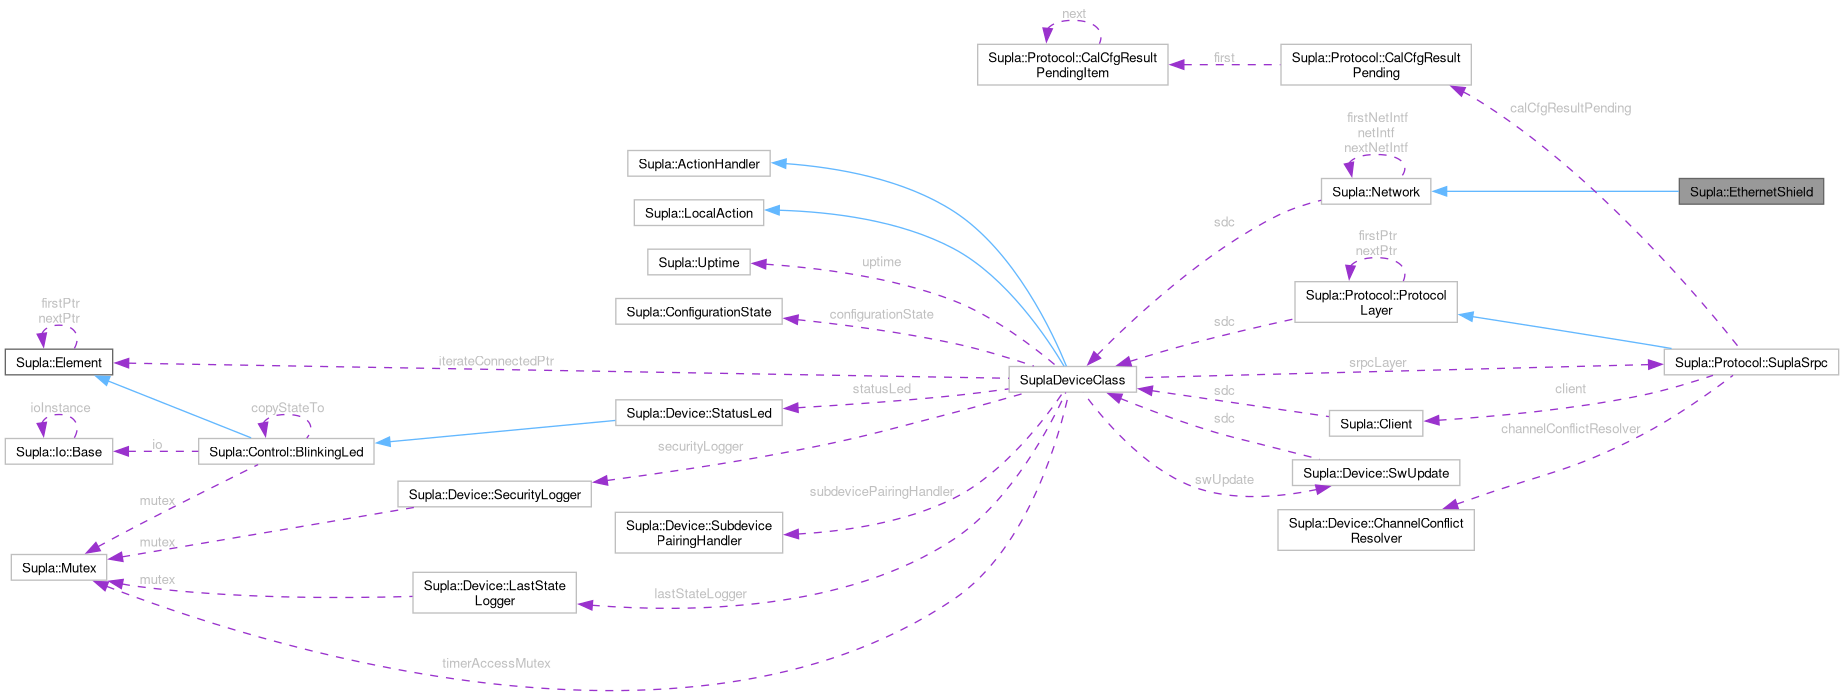 next
Supla::Protocol::CalCfgResult
PendingItem
first
Supla::Protocol::CalCfgResult
Pending
calCfgResultPending
firstNetIntf
netIntf
nextNetIntf
Supla::ActionHandler
Supla::Network
Supla::EthernetShield
Supla::LocalAction
sdc
firstPtr
nextPtr
Supla::Uptime
uptime
Supla::Protocol::Protocol
Layer
firstPtr
nextPtr
Supla::ConfigurationState
configurationState
sdc
Supla::Element
iterateConnectedPtr
srpcLayer
Supla::Protocol::SuplaSrpc
SuplaDeviceClass
statusLed
sdc
client
ioInstance
copyStateTo
Supla::Device::StatusLed
sdc
Supla::Client
channelConflictResolver
Supla::Io::Base
io
Supla::Control::BlinkingLed
securityLogger
Supla::Device::SwUpdate
swUpdate
mutex
Supla::Device::SecurityLogger
subdevicePairingHandler
Supla::Device::Subdevice
PairingHandler
Supla::Device::ChannelConflict
Resolver
mutex
Supla::Mutex
mutex
Supla::Device::LastState
Logger
lastStateLogger
timerAccessMutex